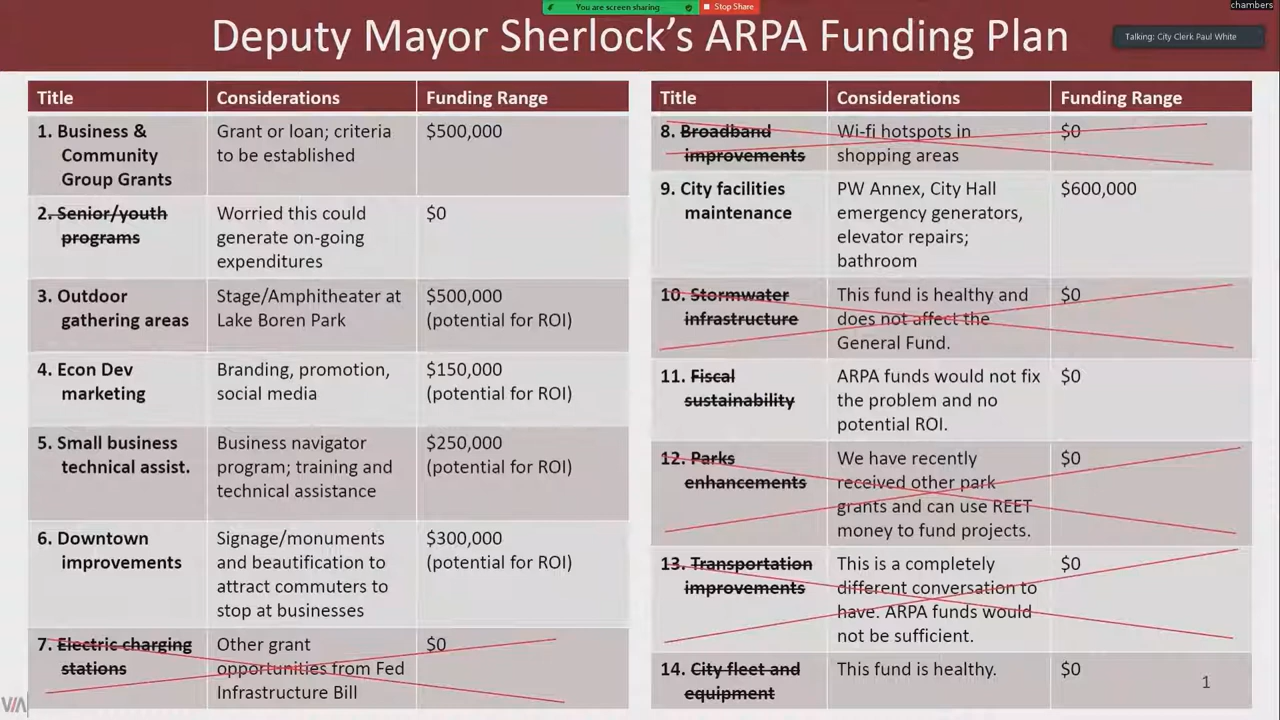 chambers
You are screen sharing
Stop Share
Deputy Mayor Sherlock's ARPA Funding Plan
Talking: City Clerk Paul White
Title Considerations Funding Range
1. Business & Grant or loan; criteria $500,000
Community to be established
Group Grants
2. Senior/youth Worried this could $0
programs generate on-going
expenditures
3. Outdoor Stage/Amphitheater at $500,000
gathering areas Lake Boren Park (potential for ROI)
4. Econ Dev Branding, promotion, $150,000
marketing social media (potential for ROI)
5. Small business Business navigator $250,000
technical assist. program; training and (potential for ROI)
technical assistance
6. Downtown Signage/monuments $300,000
improvements and beautification to (potential for ROI)
attract commuters to
stop at businesses
7. Electric charging Other grant $0
stations opportunities from Fed
Infrastructure Bill
Title Considerations Funding Range
8. Broadband Wi-fi hotspots in $0
improvements shopping areas
9. City facilities PW Annex, City Hall $600,000
maintenance emergency generators,
elevator repairs;
bathroom
10. Stormwater This fund is healthy and $0
infrastructure does not affect the
General Fund.
11. Fiscal ARPA funds would not fix $0
sustainability the problem and no
potential ROI.
12. Parks We have recently $0
enhancements received other park
grants and can use REET
money to fund projects.
13. Transportation This is a completely $0
improvements different conversation to
have. ARPA funds would
not be sufficient.
14. City fleet and This fund is healthy. $0
equipment
1
VIA